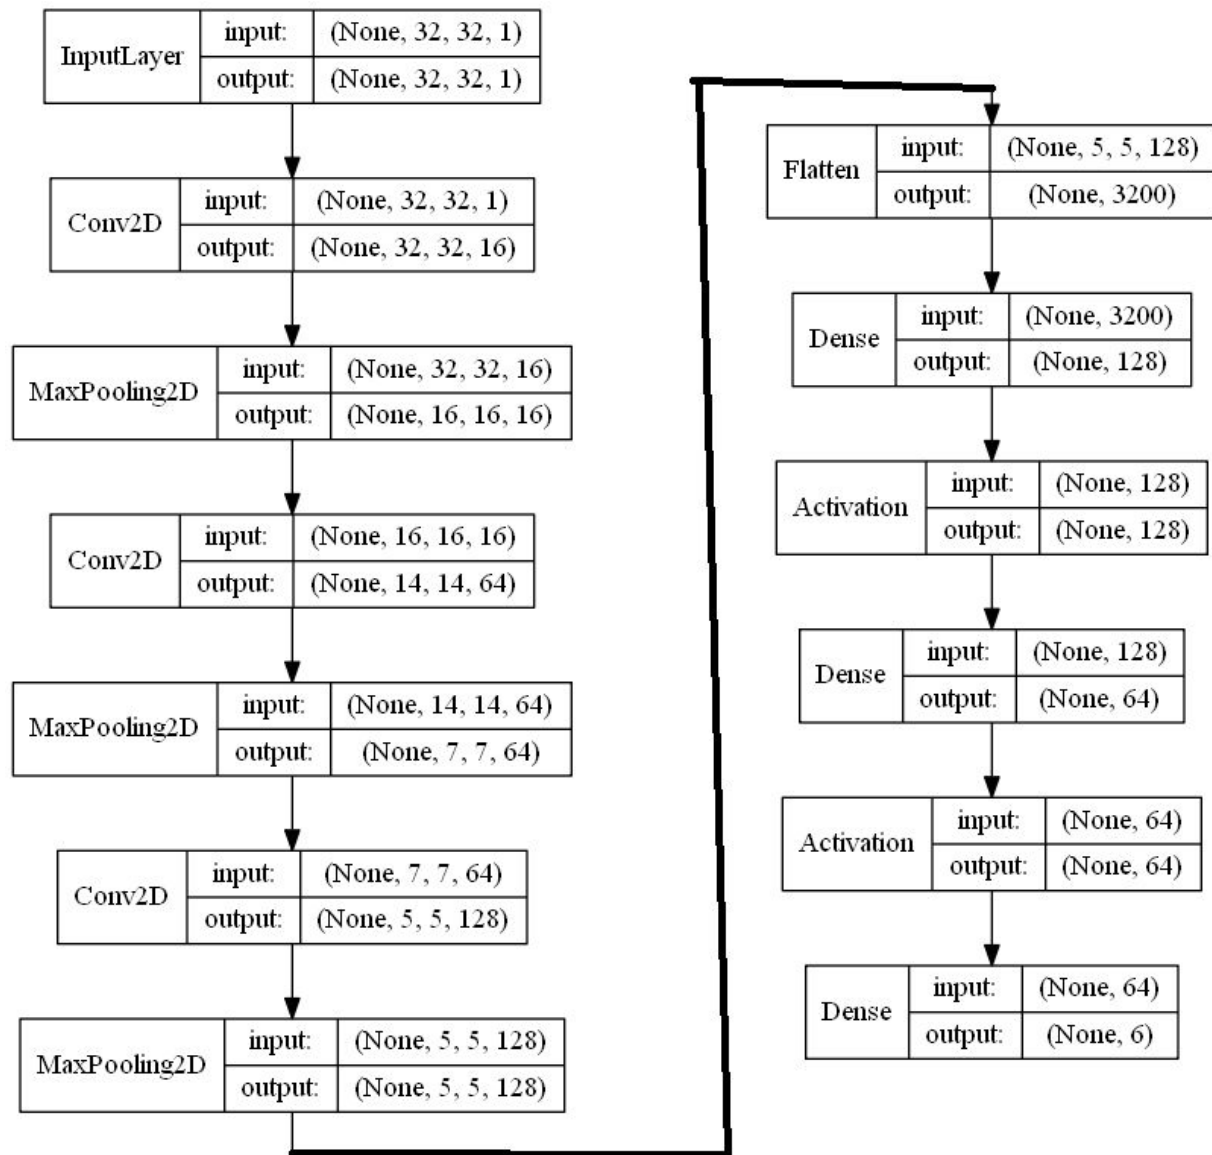 InputLayer
input: (None, 32, 32, 1)
output: (None, 32, 32, 1)
Conv2D
input: (None, 32, 32, 1)
output: (None, 32, 32, 16)
MaxPooling2D
input: (None, 32, 32, 16)
output: (None, 16, 16, 16)
Conv2D
input: (None, 16, 16, 16)
output: (None, 14, 14, 64)
MaxPooling2D
input: (None, 14, 14, 64)
output: (None, 7, 7, 64)
Conv2D
input: (None, 7, 7, 64)
output: (None, 5, 5, 128)
MaxPooling2D
input: (None, 5, 5, 128)
output: (None, 5, 5, 128)
Flatten
input: (None, 5, 5, 128)
output: (None, 3200)
Dense
input: (None, 3200)
output: (None, 128)
Activation
input: (None, 128)
output: (None, 128)
Dense
input: (None, 128)
output: (None, 64)
Activation
input: (None, 64)
output: (None, 64)
Dense
input: (None, 64)
output: (None, 6)